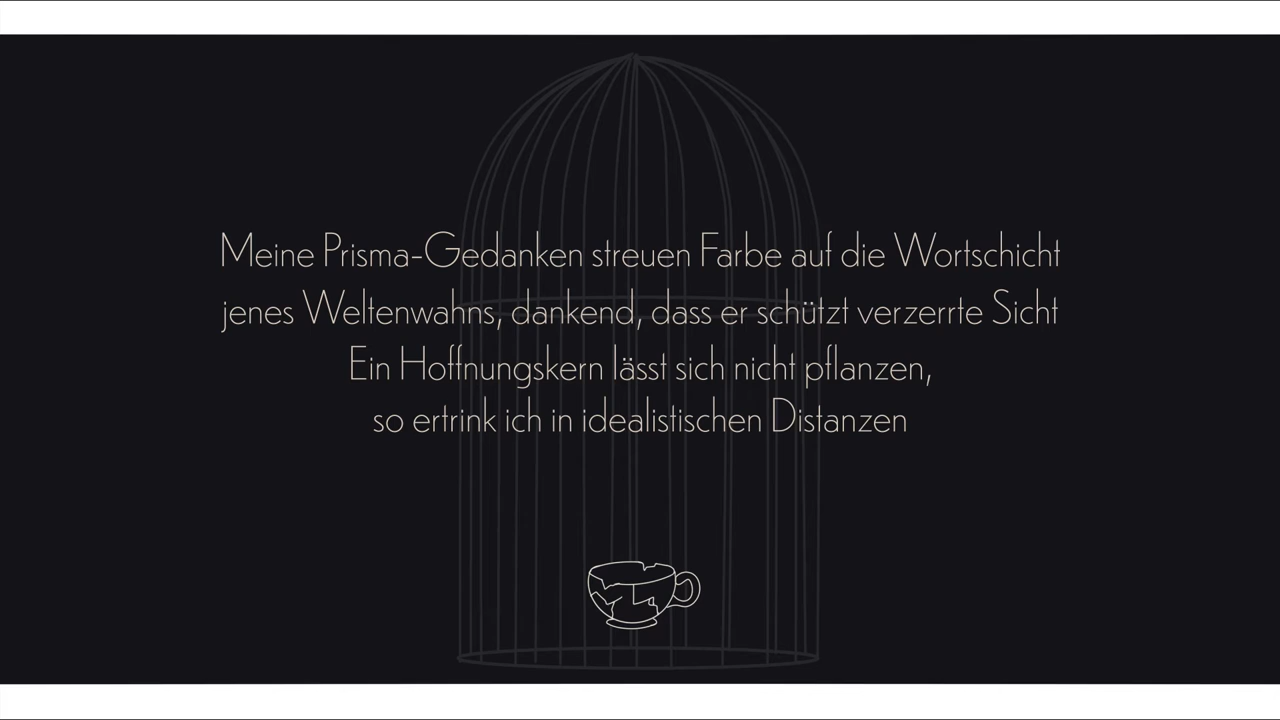 Meine Prisma-Gedanken streuen Farbe auf die Wortschicht
jenes Weltenwahns, dankend, dass er schützt verzerrte Sicht
Ein Hoffnungskern lässt sich nicht pflanzen,
so ertrink ich in idealistischen Distanzen